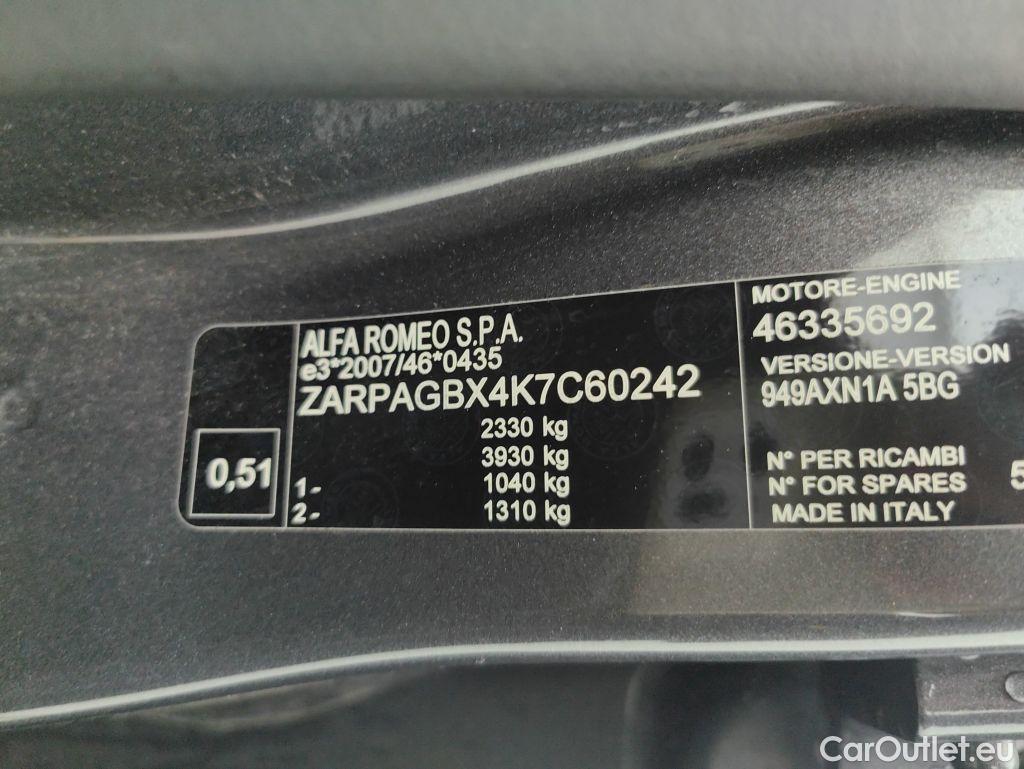 ALFA ROMEO S.P.A.
e3*2007/46*0435
ZARPAGBX4K7C60242
2330 kg
3930 kg
1- 1040 kg
2- 1310 kg
0,51
MOTORE-ENGINE
46335692
VERSIONE-VERSION
949AXN1A 5BG
N° PER RICAMBI
N° FOR SPARES 5
MADE IN ITALY
CarOutlet.eu